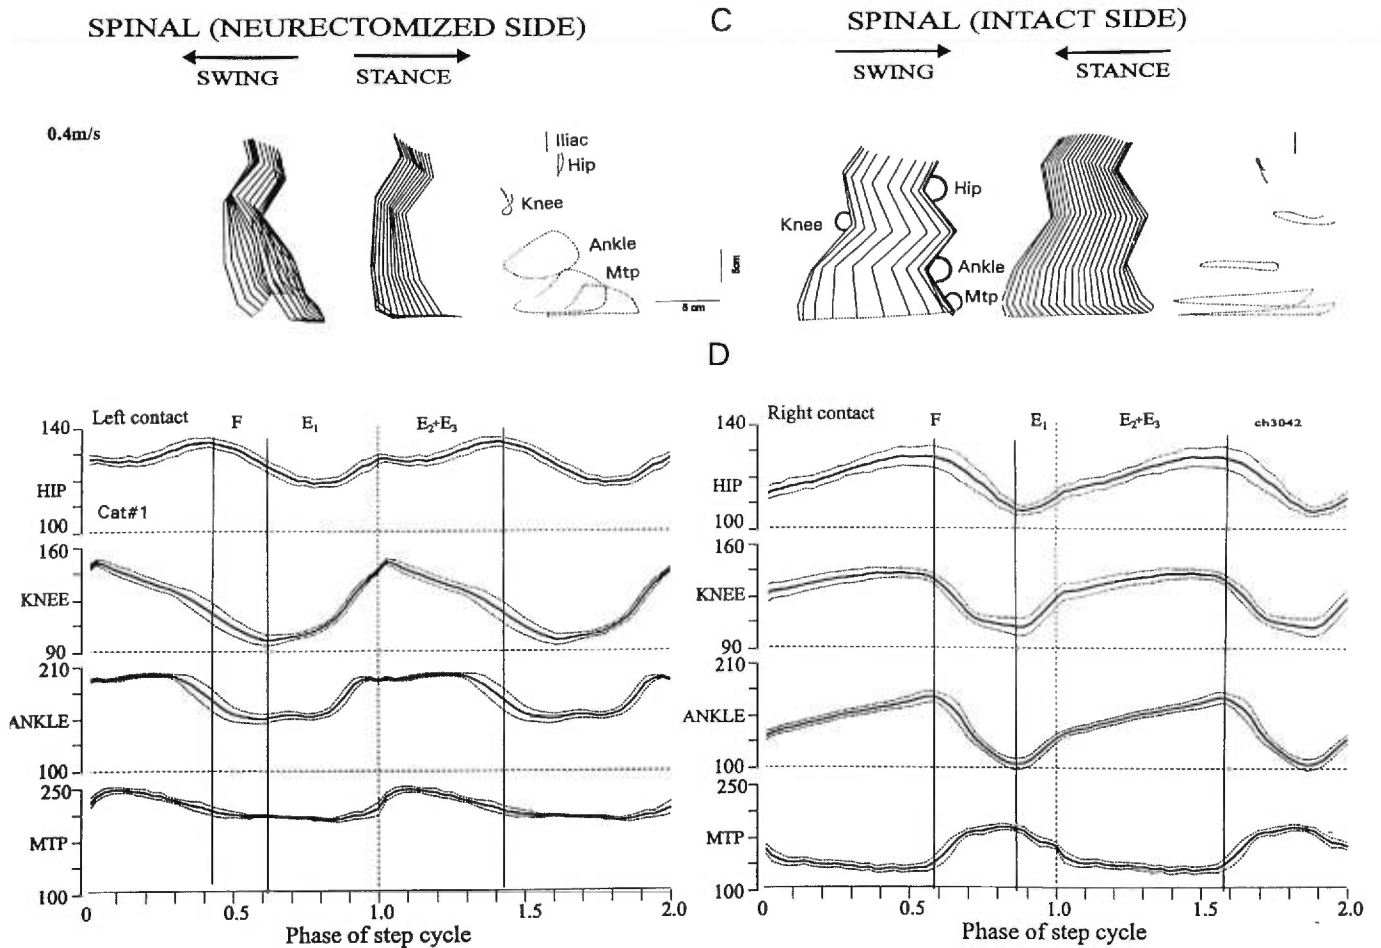 SPINAL (NEURECTOMIZED SIDE)
SWING STANCE
0.4m/s
Iliac
Hip
Knee
Ankle
Mtp
5cm
5 cm
C
SPINAL (INTACT SIDE)
SWING STANCE
Hip
Knee
Ankle
Mtp
D
Left contact F E1 E2+E3
140
HIP
100
Cat#1
160
KNEE
90
210
ANKLE
100
250
MTP
100
0 0.5 1.0 1.5 2.0
Phase of step cycle
Right contact F E1 E2+E3 ch3042
140
HIP
100
160
KNEE
90
210
ANKLE
100
250
MTP
100
0 0.5 1.0 1.5 2.0
Phase of step cycle